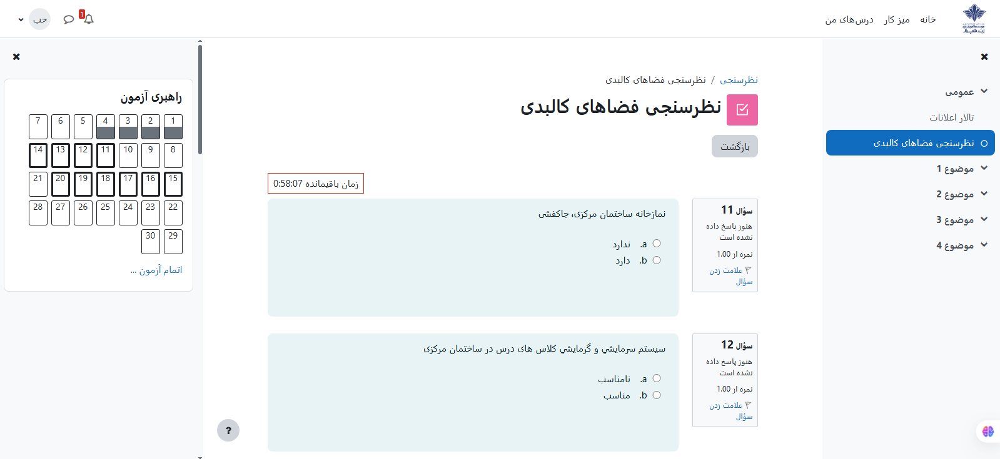 خانه
میز کار
درس‌های من
1
حب
عمومی
تالار اعلانات
نظرسنجی فضاهای کالبدی
موضوع 1
موضوع 2
موضوع 3
موضوع 4
نظرسنجی / نظرسنجی فضاهای کالبدی
نظرسنجی فضاهای کالبدی
بازگشت
زمان باقیمانده 0:58:07
سؤال 11
هنوز پاسخ داده
نشده است
نمره از 1.00
علامت زدن
سؤال
نمازخانه ساختمان مرکزی، جاکفشی
a. ندارد
b. دارد
سؤال 12
هنوز پاسخ داده
نشده است
نمره از 1.00
علامت زدن
سؤال
سیستم سرمایشي و گرمایشي کلاس های درس در ساختمان مرکزی
a. نامناسب
b. مناسب
?
راهبری آزمون
1 2 3 4 5 6 7
8 9 10 11 12 13 14
15 16 17 18 19 20 21
22 23 24 25 26 27 28
29 30
اتمام آزمون ...